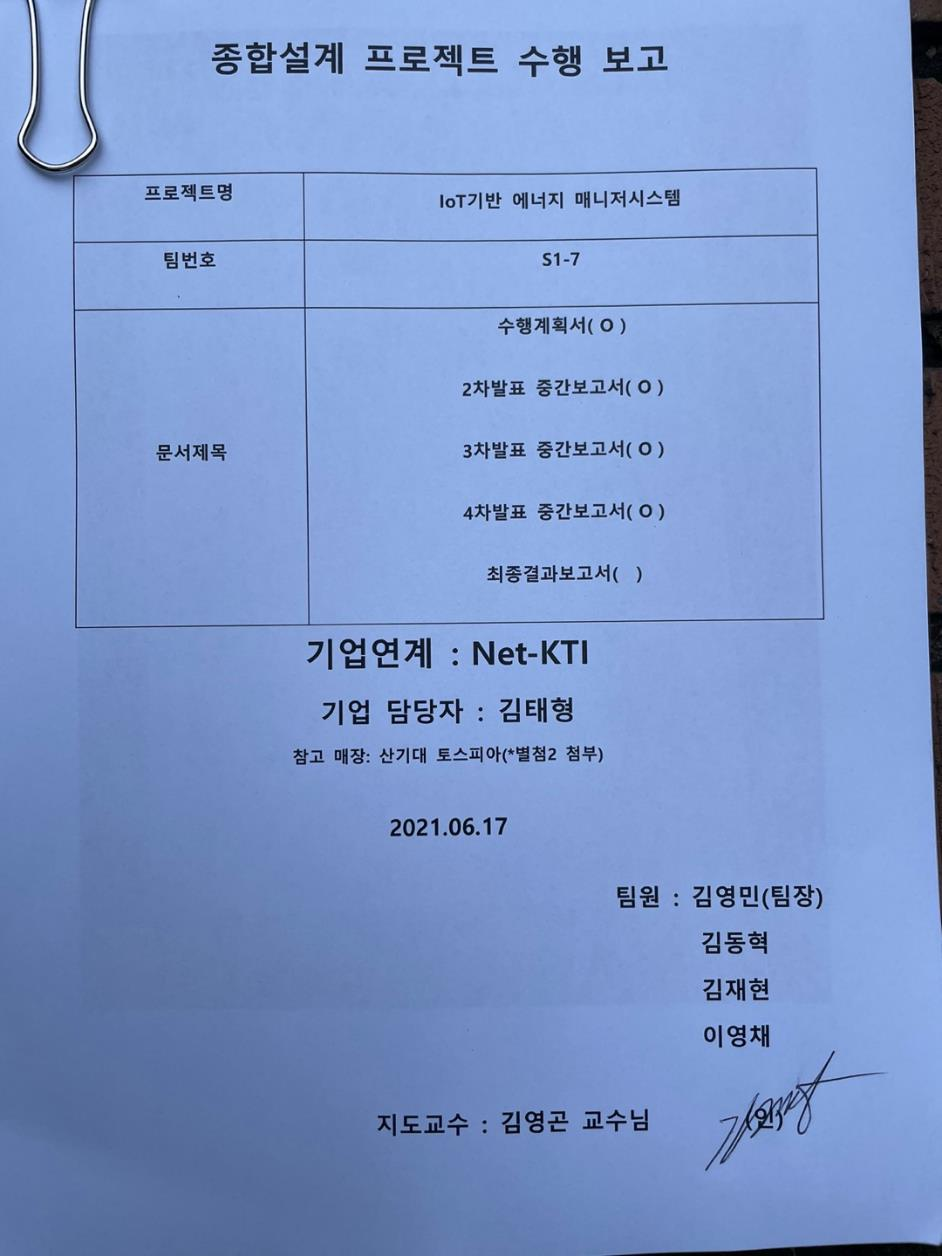 종합설계 프로젝트 수행 보고
프로젝트명 IoT기반 에너지 매니저시스템
팀번호 S1-7
문서제목
수행계획서( O )
2차발표 중간보고서( O )
3차발표 중간보고서( O )
4차발표 중간보고서( O )
최종결과보고서( )
기업연계 : Net-KTI
기업 담당자 : 김태형
참고 매장: 산기대 토스피아(*별첨2 첨부)
2021.06.17
팀원 : 김영민(팀장)
김동혁
김재현
이영채
지도교수 : 김영곤 교수님 (인)